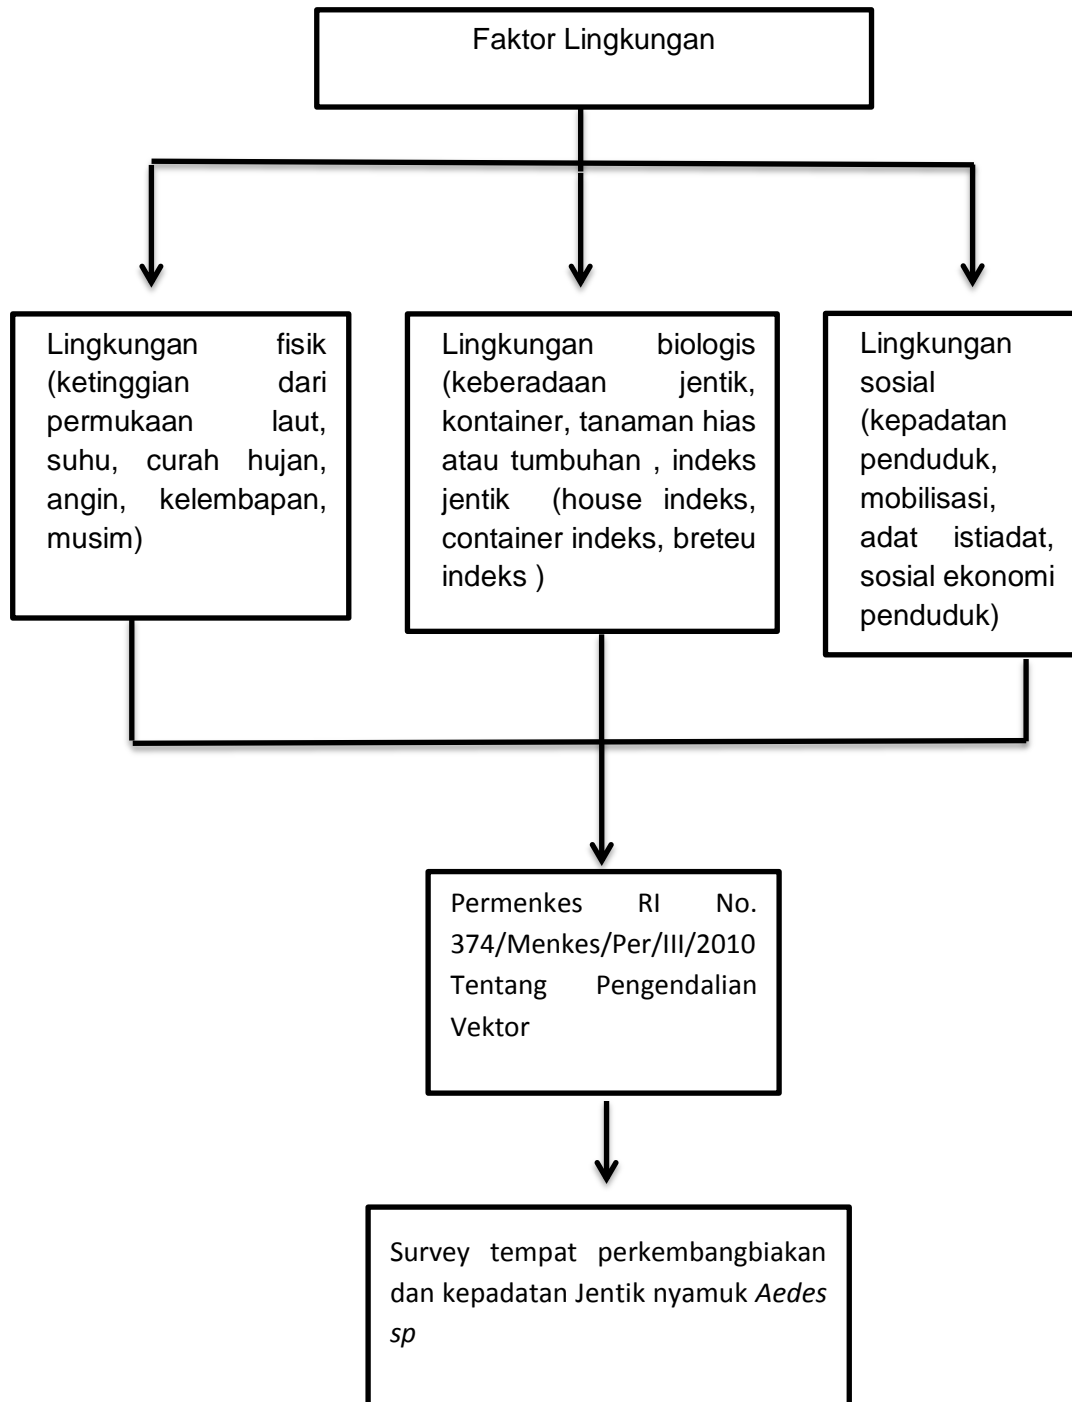 Faktor Lingkungan
Lingkungan fisik
(ketinggian dari
permukaan laut,
suhu, curah hujan,
angin, kelembapan,
musim)
Lingkungan biologis
(keberadaan jentik,
kontainer, tanaman hias
atau tumbuhan , indeks
jentik (house indeks,
container indeks, breteu
indeks )
Lingkungan
sosial
(kepadatan
penduduk,
mobilisasi,
adat istiadat,
sosial ekonomi
penduduk)
Permenkes RI No.
374/Menkes/Per/III/2010
Tentang Pengendalian
Vektor
Survey tempat perkembangbiakan
dan kepadatan Jentik nyamuk Aedes
sp